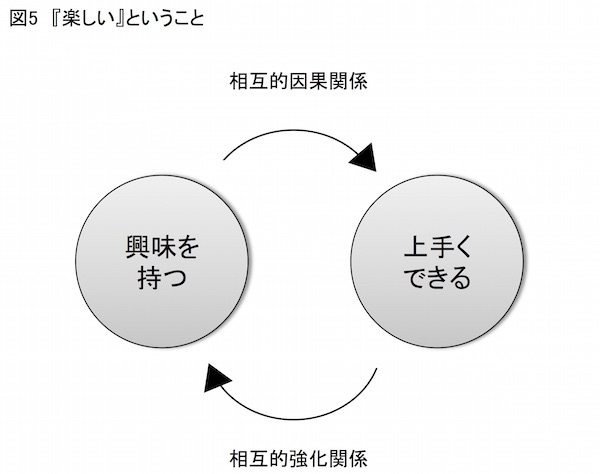 図5 『楽しい』ということ
相互的因果関係
興味を
持つ
上手く
できる
相互的強化関係